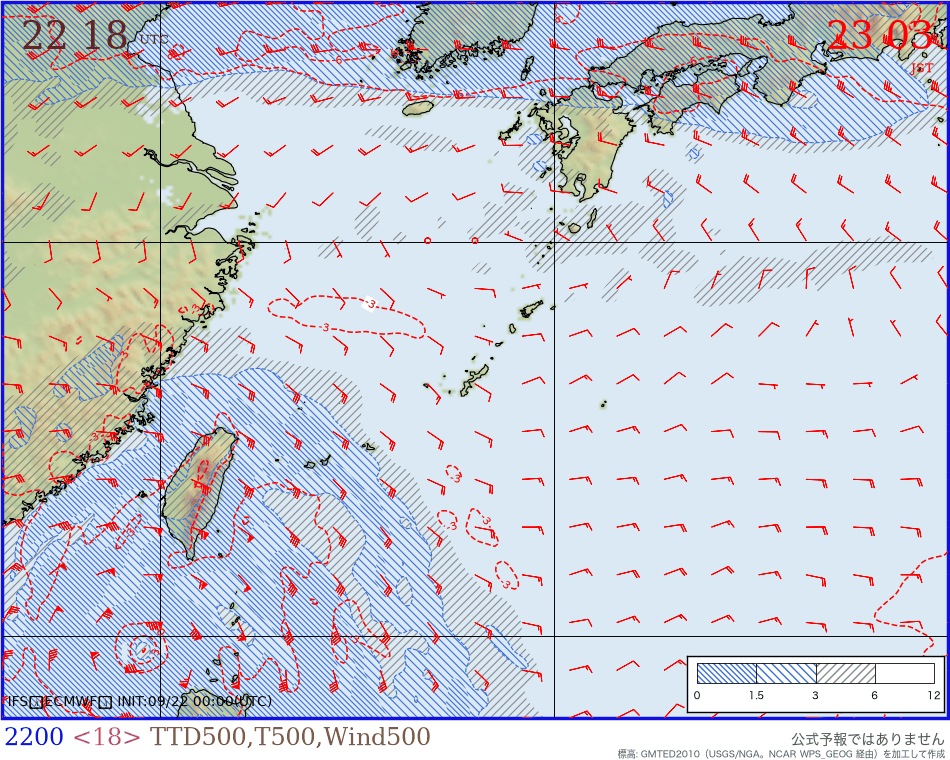 22 18 UTC
23 03
JST
-6
-3
-3
-3
-3
-3
-3
-3
-3
IFS(ECMWF) INIT:09/22 00:00(UTC)
0 1.5 3 6 12
2200 <18> TTD500,T500,Wind500
公式予報ではありません
標高: GMTED2010（USGS/NGA。NCAR WPS_GEOG 経由）を加工して作成